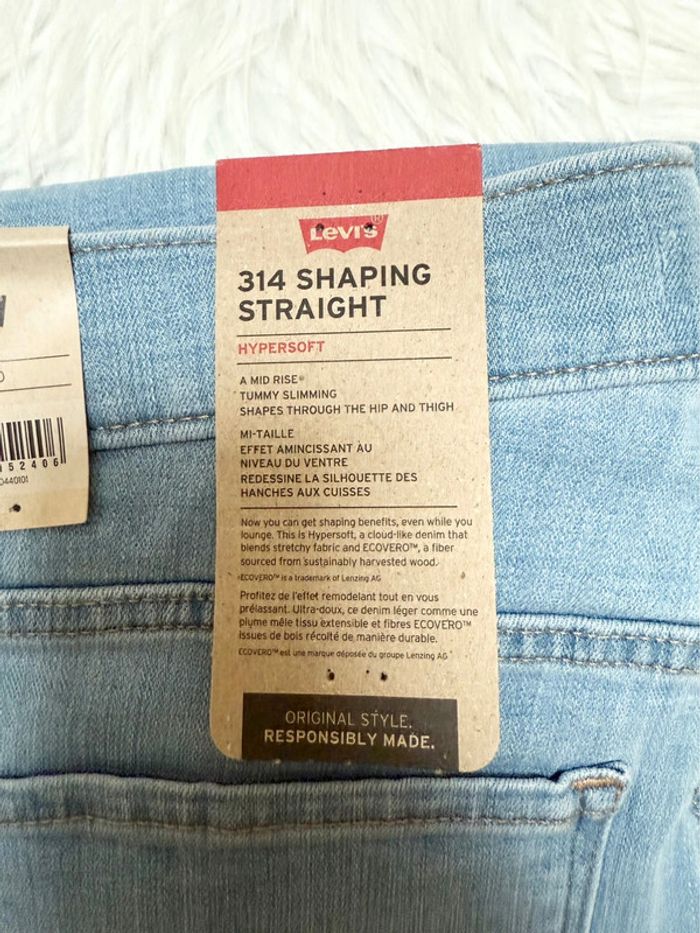 Levi's®
314 SHAPING
STRAIGHT
HYPERSOFT
A MID RISE®
TUMMY SLIMMING
SHAPES THROUGH THE HIP AND THIGH
MI-TAILLE
EFFET AMINCISSANT AU
NIVEAU DU VENTRE
REDESSINE LA SILHOUETTE DES
HANCHES AUX CUISSES
Now you can get shaping benefits, even while you
lounge. This is Hypersoft, a cloud-like denim that
blends stretchy fabric and ECOVERO™, a fiber
sourced from sustainably harvested wood.
ECOVERO™ is a trademark of Lenzing AG
Profitez de l'effet remodelant tout en vous
prélassant. Ultra-doux, ce denim léger comme une
plume mêle tissu extensible et fibres ECOVERO™
issues de bois récolté de manière durable.
ECOVERO™ est une marque déposée du groupe Lenzing AG
ORIGINAL STYLE.
RESPONSIBLY MADE.
52406
0440101